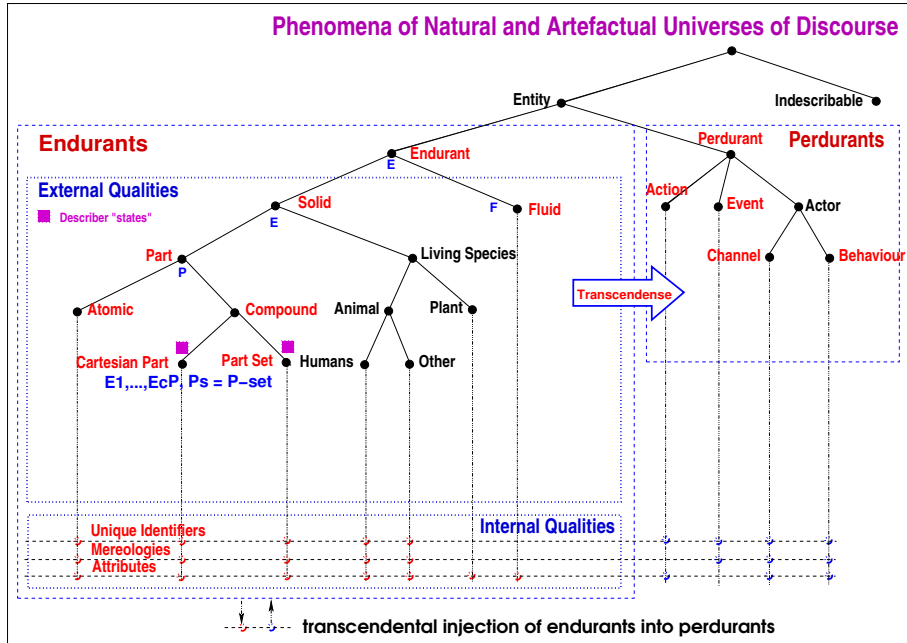 Phenomena of Natural and Artefactual Universes of Discourse
Entity
Indescribable
Endurants
Endurant
E
Perdurant
Perdurants
External Qualities
Describer "states"
Solid
E
F
Fluid
Action
Event
Actor
Part
P
Living Species
Channel
Behaviour
Transcendense
Atomic
Compound
Animal
Plant
Cartesian Part
Part Set
Humans
Other
E1,...,EcP, Ps = P-set
Unique Identifiers
Internal Qualities
Mereologies
Attributes
transcendental injection of endurants into perdurants